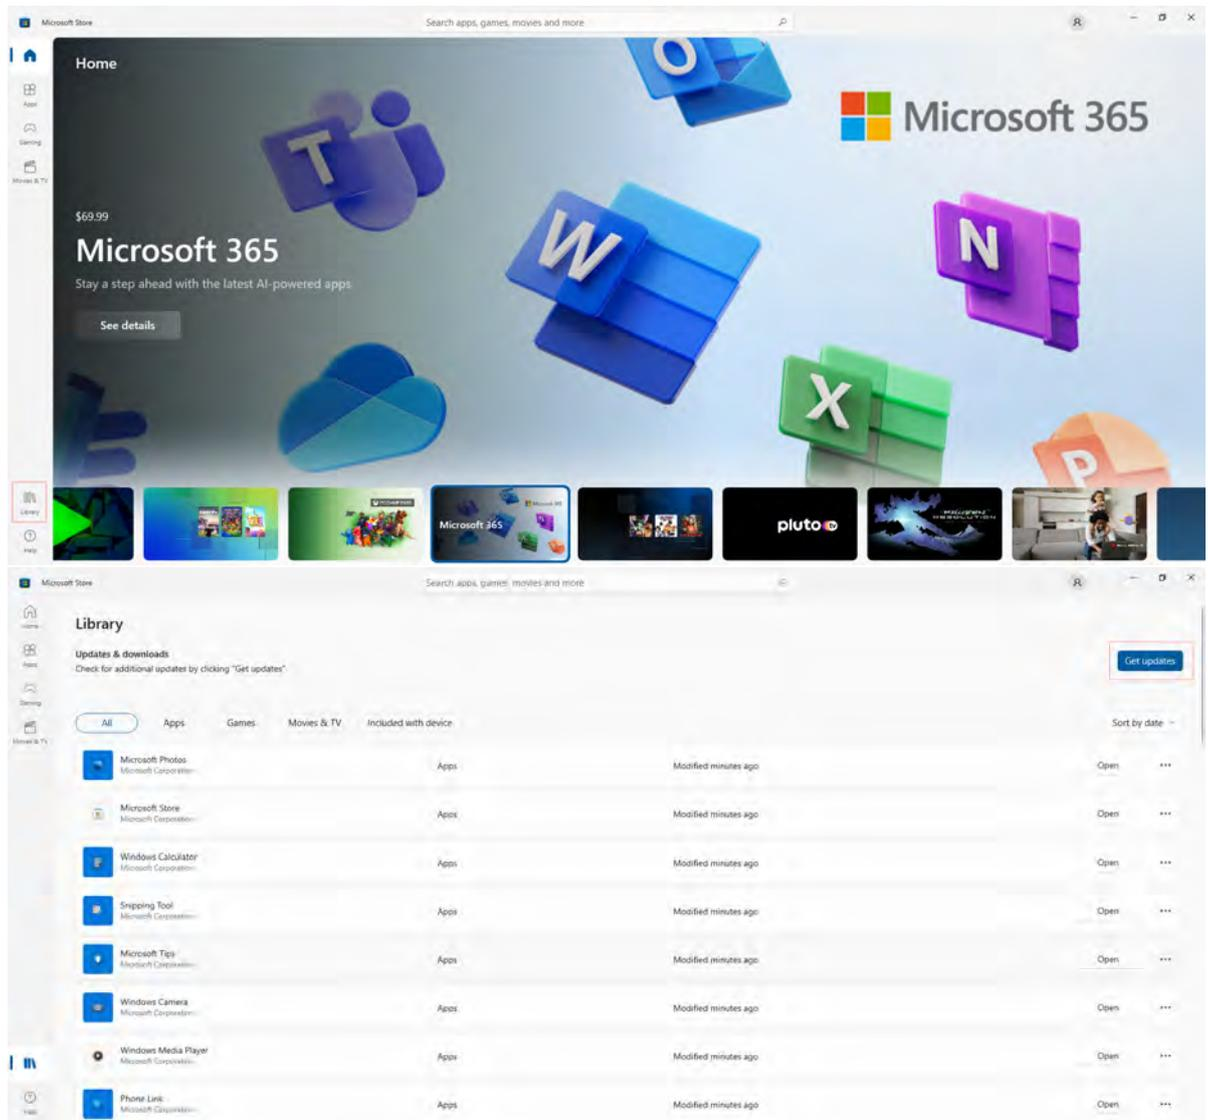 Microsoft Store
Search apps, games, movies and more
Home
Apps
Gaming
Movies & TV
Microsoft 365
$69.99
Microsoft 365
Stay a step ahead with the latest AI-powered apps
See details
T
O
W
N
X
P
Library
Help
Microsoft 365
Microsoft 365
pluto tv
Microsoft Store
Search apps, games, movies and more
Home
Apps
Gaming
Movies & TV
Library
Updates & downloads
Check for additional updates by clicking "Get updates"
Get updates
All Apps Games Movies & TV Included with device Sort by date
Microsoft Photos
Microsoft Corporation
Apps Modified minutes ago Open
Microsoft Store
Microsoft Corporation
Apps Modified minutes ago Open
Windows Calculator
Microsoft Corporation
Apps Modified minutes ago Open
Snipping Tool
Microsoft Corporation
Apps Modified minutes ago Open
Microsoft Tips
Microsoft Corporation
Apps Modified minutes ago Open
Windows Camera
Microsoft Corporation
Apps Modified minutes ago Open
Windows Media Player
Microsoft Corporation
Apps Modified minutes ago Open
Phone Link
Microsoft Corporation
Apps Modified minutes ago Open
Help